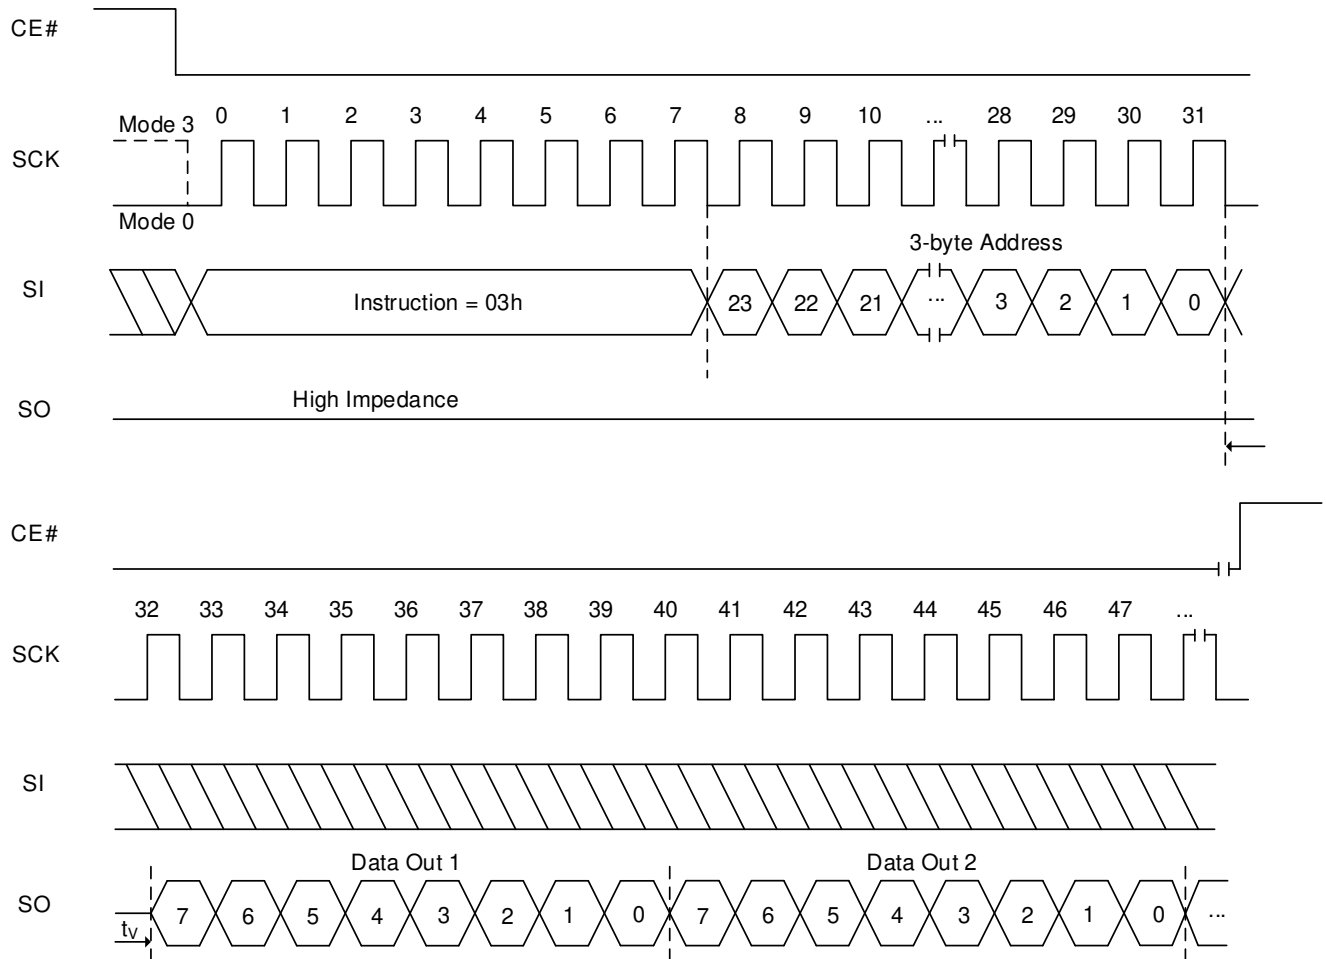 CE#
0 1 2 3 4 5 6 7 8 9 10 ... 28 29 30 31
Mode 3
SCK
Mode 0
3-byte Address
SI
Instruction = 03h 23 22 21 ... 3 2 1 0
High Impedance
SO
CE#
32 33 34 35 36 37 38 39 40 41 42 43 44 45 46 47 ...
SCK
SI
Data Out 1 Data Out 2
SO
7 6 5 4 3 2 1 0 7 6 5 4 3 2 1 0 ...
tV